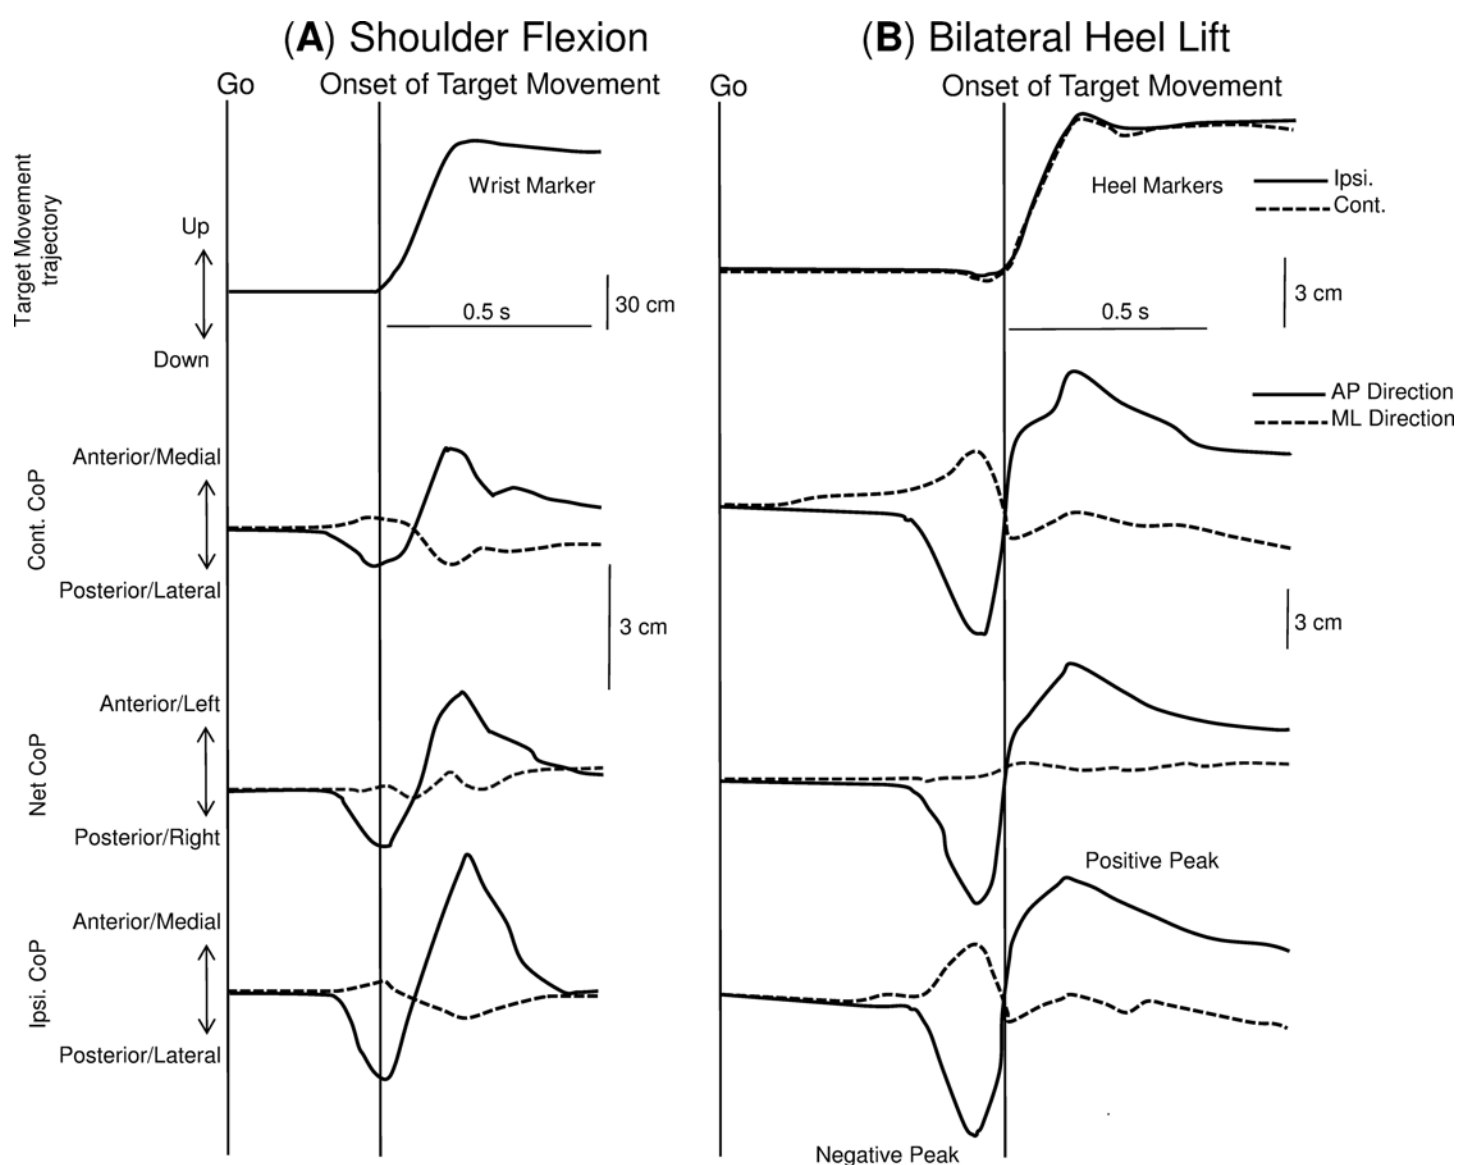 (A) Shoulder Flexion
(B) Bilateral Heel Lift
Go
Onset of Target Movement
Go
Onset of Target Movement
Target Movement
trajectory
Up
Down
Wrist Marker
30 cm
0.5 s
Heel Markers
Ipsi.
Cont.
3 cm
0.5 s
AP Direction
ML Direction
Cont. CoP
Anterior/Medial
Posterior/Lateral
3 cm
3 cm
Net CoP
Anterior/Left
Posterior/Right
Positive Peak
Ipsi. CoP
Anterior/Medial
Posterior/Lateral
Negative Peak